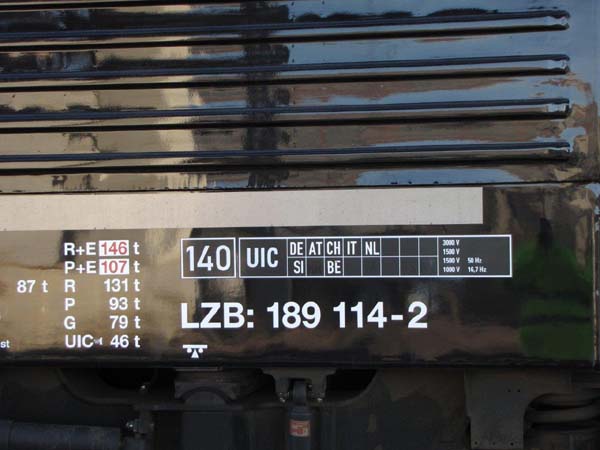 R+E 146 t
P+E 107 t
87 t R 131 t
P 93 t
G 79 t
UIC 46 t
st
140 UIC DE AT CH IT NL
SI BE
3000 V
1500 V
1500 V 50 Hz
1000 V 16,7 Hz
LZB: 189 114-2